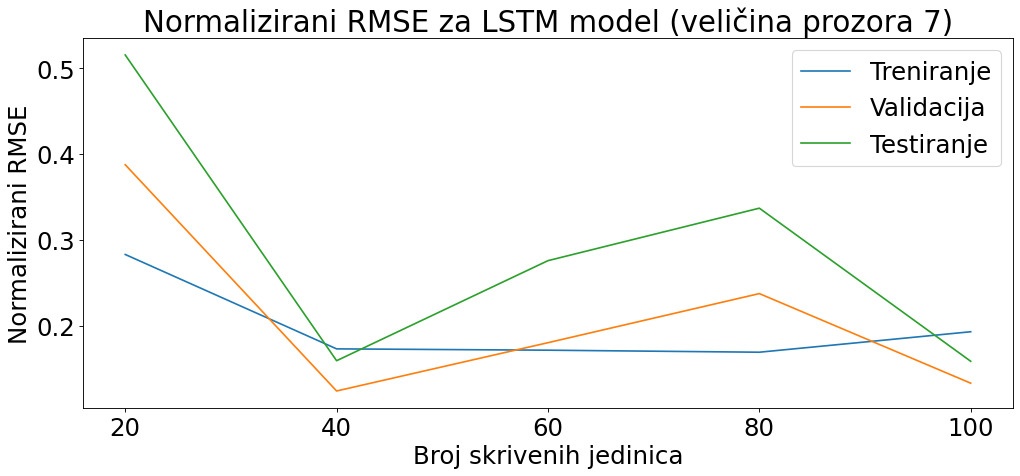 Normalizirani RMSE za LSTM model (veličina prozora 7)
Normalizirani RMSE
0.5
0.4
0.3
0.2
Treniranje
Validacija
Testiranje
20 40 60 80 100
Broj skrivenih jedinica